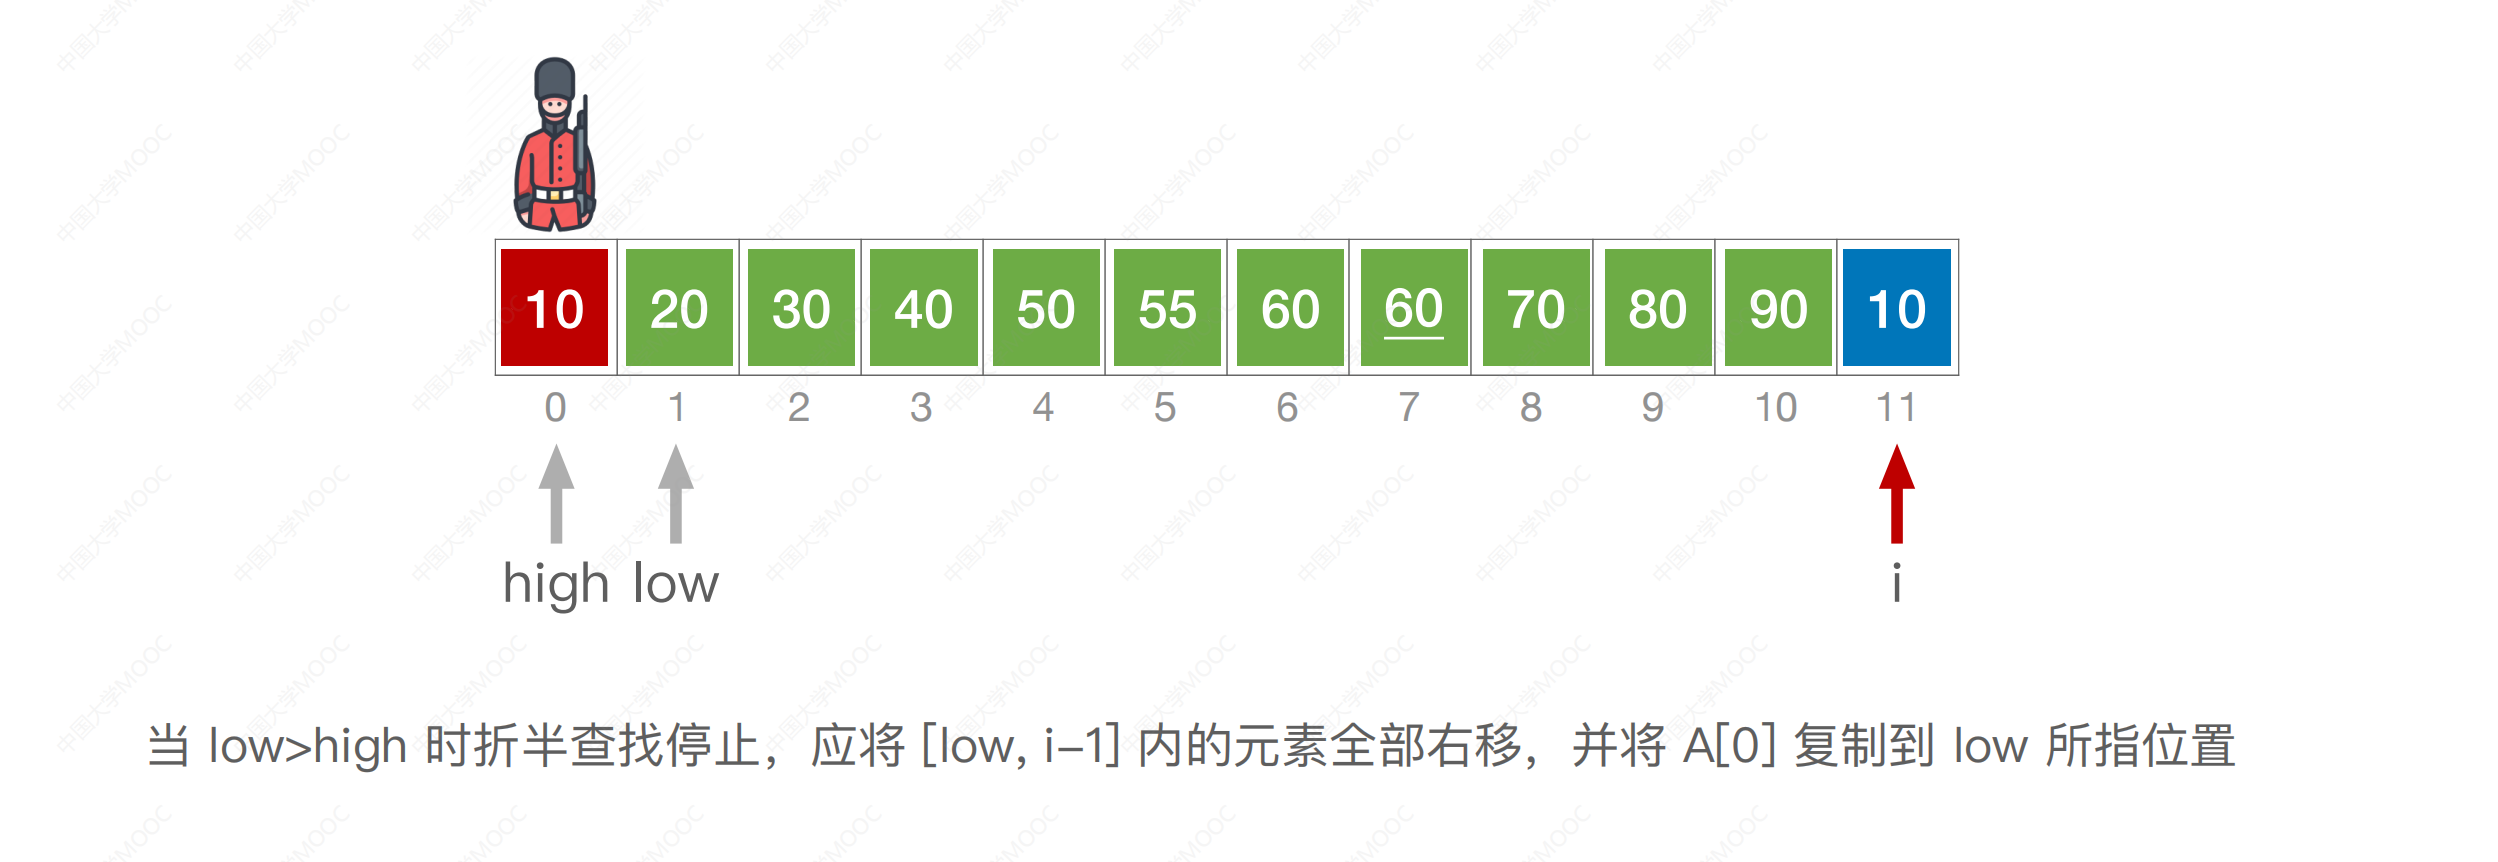 10 20 30 40 50 55 60 60 70 80 90 10
0 1 2 3 4 5 6 7 8 9 10 11
high low i
当 low>high 时折半查找停止，应将 [low, i-1] 内的元素全部右移，并将 A[0] 复制到 low 所指位置
中国大学MOOC